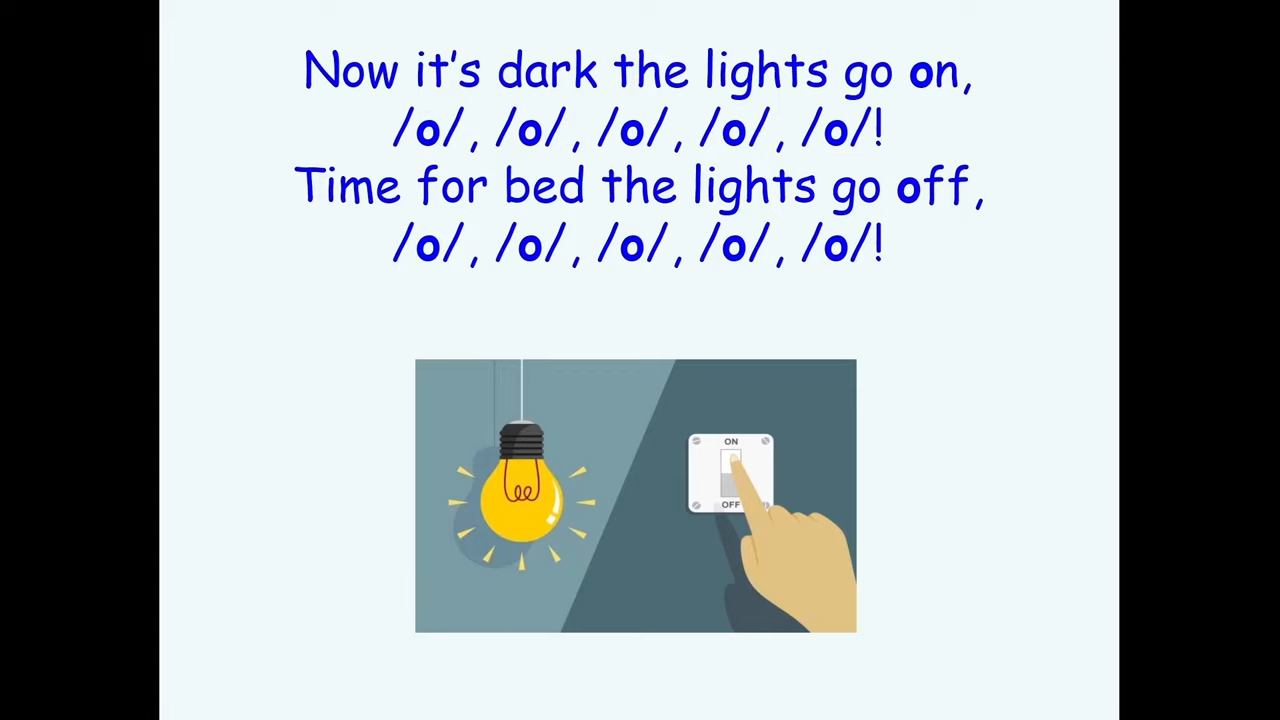 Now it's dark the lights go on,
/o/, /o/, /o/, /o/, /o/!
Time for bed the lights go off,
/o/, /o/, /o/, /o/, /o/!
ON
OFF